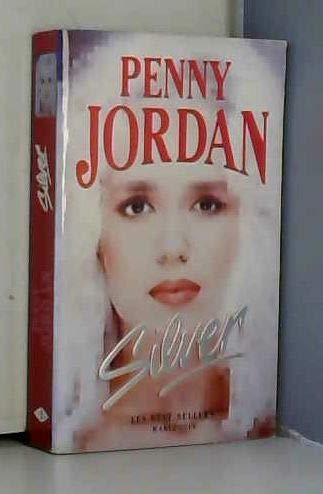 PENNY
JORDAN
Silver
LES BEST SELLERS
HARLEQUIN
Silver